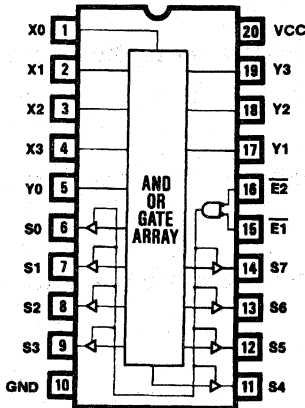 X0 1 20 VCC
X1 2 19 Y3
X2 3 18 Y2
X3 4 17 Y1
Y0 5 16 E2
S0 6 15 E1
S1 7 14 S7
S2 8 13 S6
S3 9 12 S5
GND 10 11 S4
AND
OR
GATE
ARRAY